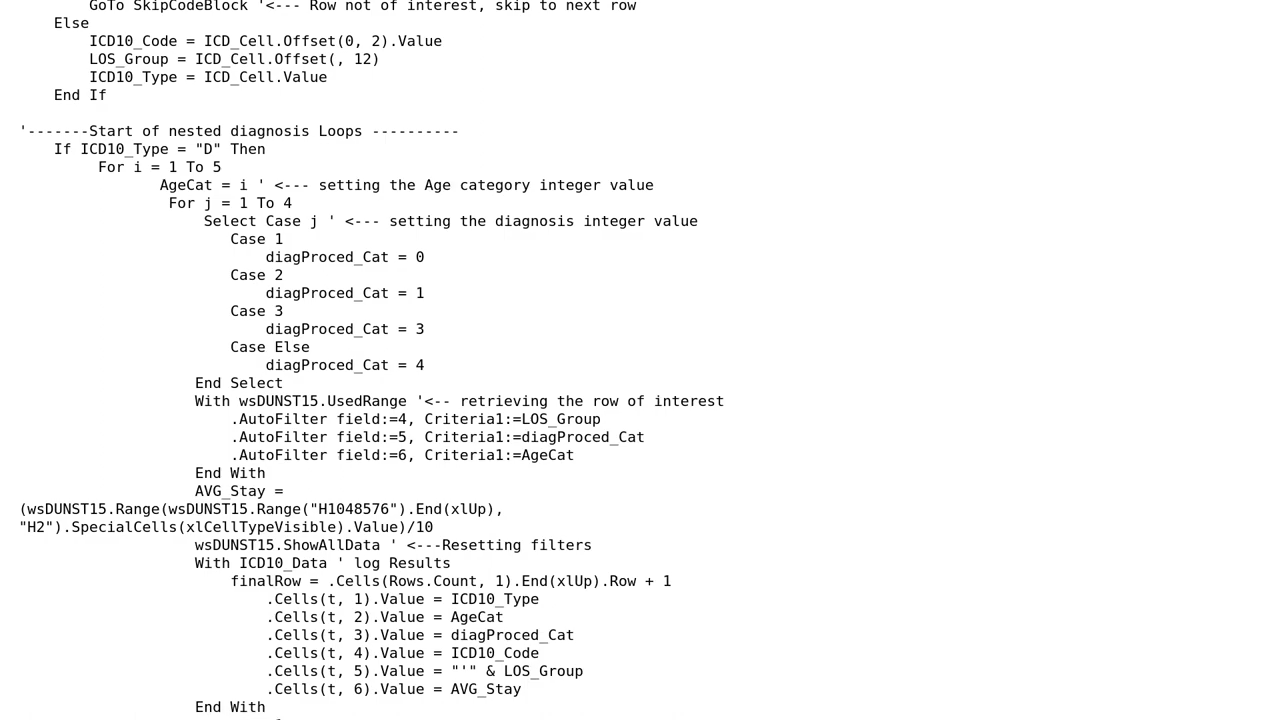 GoTo SkipCodeBlock '<--- Row not of interest, skip to next row
Else
ICD10_Code = ICD_Cell.Offset(0, 2).Value
LOS_Group = ICD_Cell.Offset(, 12)
ICD10_Type = ICD_Cell.Value
End If
'-------Start of nested diagnosis Loops ----------
If ICD10_Type = "D" Then
For i = 1 To 5
AgeCat = i ' <--- setting the Age category integer value
For j = 1 To 4
Select Case j ' <--- setting the diagnosis integer value
Case 1
diagProced_Cat = 0
Case 2
diagProced_Cat = 1
Case 3
diagProced_Cat = 3
Case Else
diagProced_Cat = 4
End Select
With wsDUNST15.UsedRange '<-- retrieving the row of interest
.AutoFilter field:=4, Criteria1:=LOS_Group
.AutoFilter field:=5, Criteria1:=diagProced_Cat
.AutoFilter field:=6, Criteria1:=AgeCat
End With
AVG_Stay =
(wsDUNST15.Range(wsDUNST15.Range("H1048576").End(xlUp),
"H2").SpecialCells(xlCellTypeVisible).Value)/10
wsDUNST15.ShowAllData ' <---Resetting filters
With ICD10_Data ' log Results
finalRow = .Cells(Rows.Count, 1).End(xlUp).Row + 1
.Cells(t, 1).Value = ICD10_Type
.Cells(t, 2).Value = AgeCat
.Cells(t, 3).Value = diagProced_Cat
.Cells(t, 4).Value = ICD10_Code
.Cells(t, 5).Value = "'" & LOS_Group
.Cells(t, 6).Value = AVG_Stay
End With